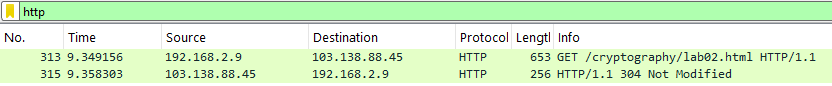 http
No. Time Source Destination Protocol Lengtl Info
313 9.349156 192.168.2.9 103.138.88.45 HTTP 653 GET /cryptography/lab02.html HTTP/1.1
315 9.358303 103.138.88.45 192.168.2.9 HTTP 256 HTTP/1.1 304 Not Modified